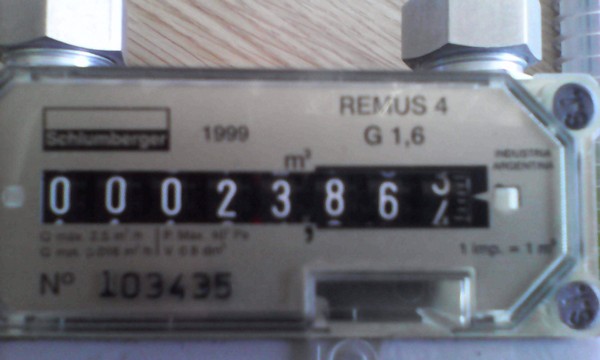 REMUS 4
Schlumberger 1999 G 1,6
INDUSTRIA
ARGENTINA
m³
0 0 0 2 3 8 6
,
1 imp. = 1 m³
Nº 103435